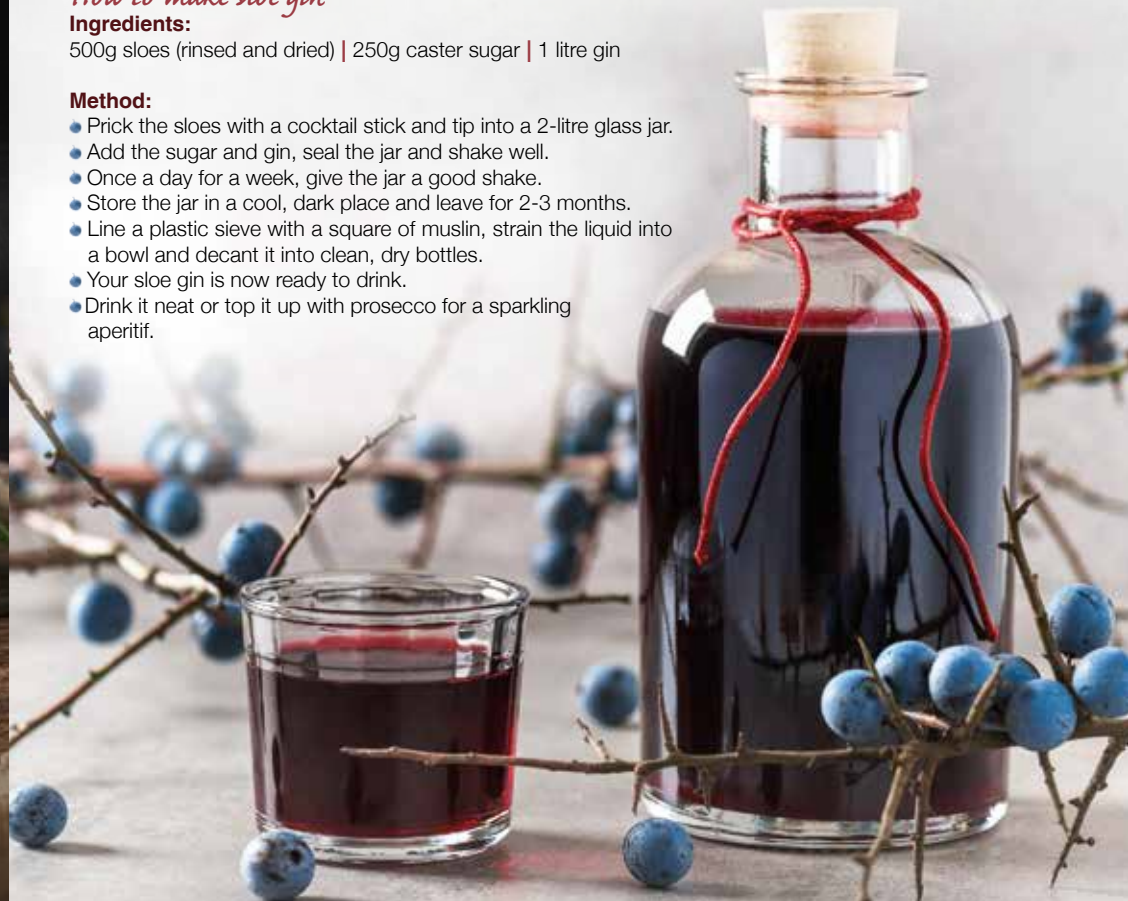 How to make sloe gin
Ingredients:
500g sloes (rinsed and dried) | 250g caster sugar | 1 litre gin
Method:
Prick the sloes with a cocktail stick and tip into a 2-litre glass jar.
Add the sugar and gin, seal the jar and shake well.
Once a day for a week, give the jar a good shake.
Store the jar in a cool, dark place and leave for 2-3 months.
Line a plastic sieve with a square of muslin, strain the liquid into
a bowl and decant it into clean, dry bottles.
Your sloe gin is now ready to drink.
Drink it neat or top it up with prosecco for a sparkling
aperitif.